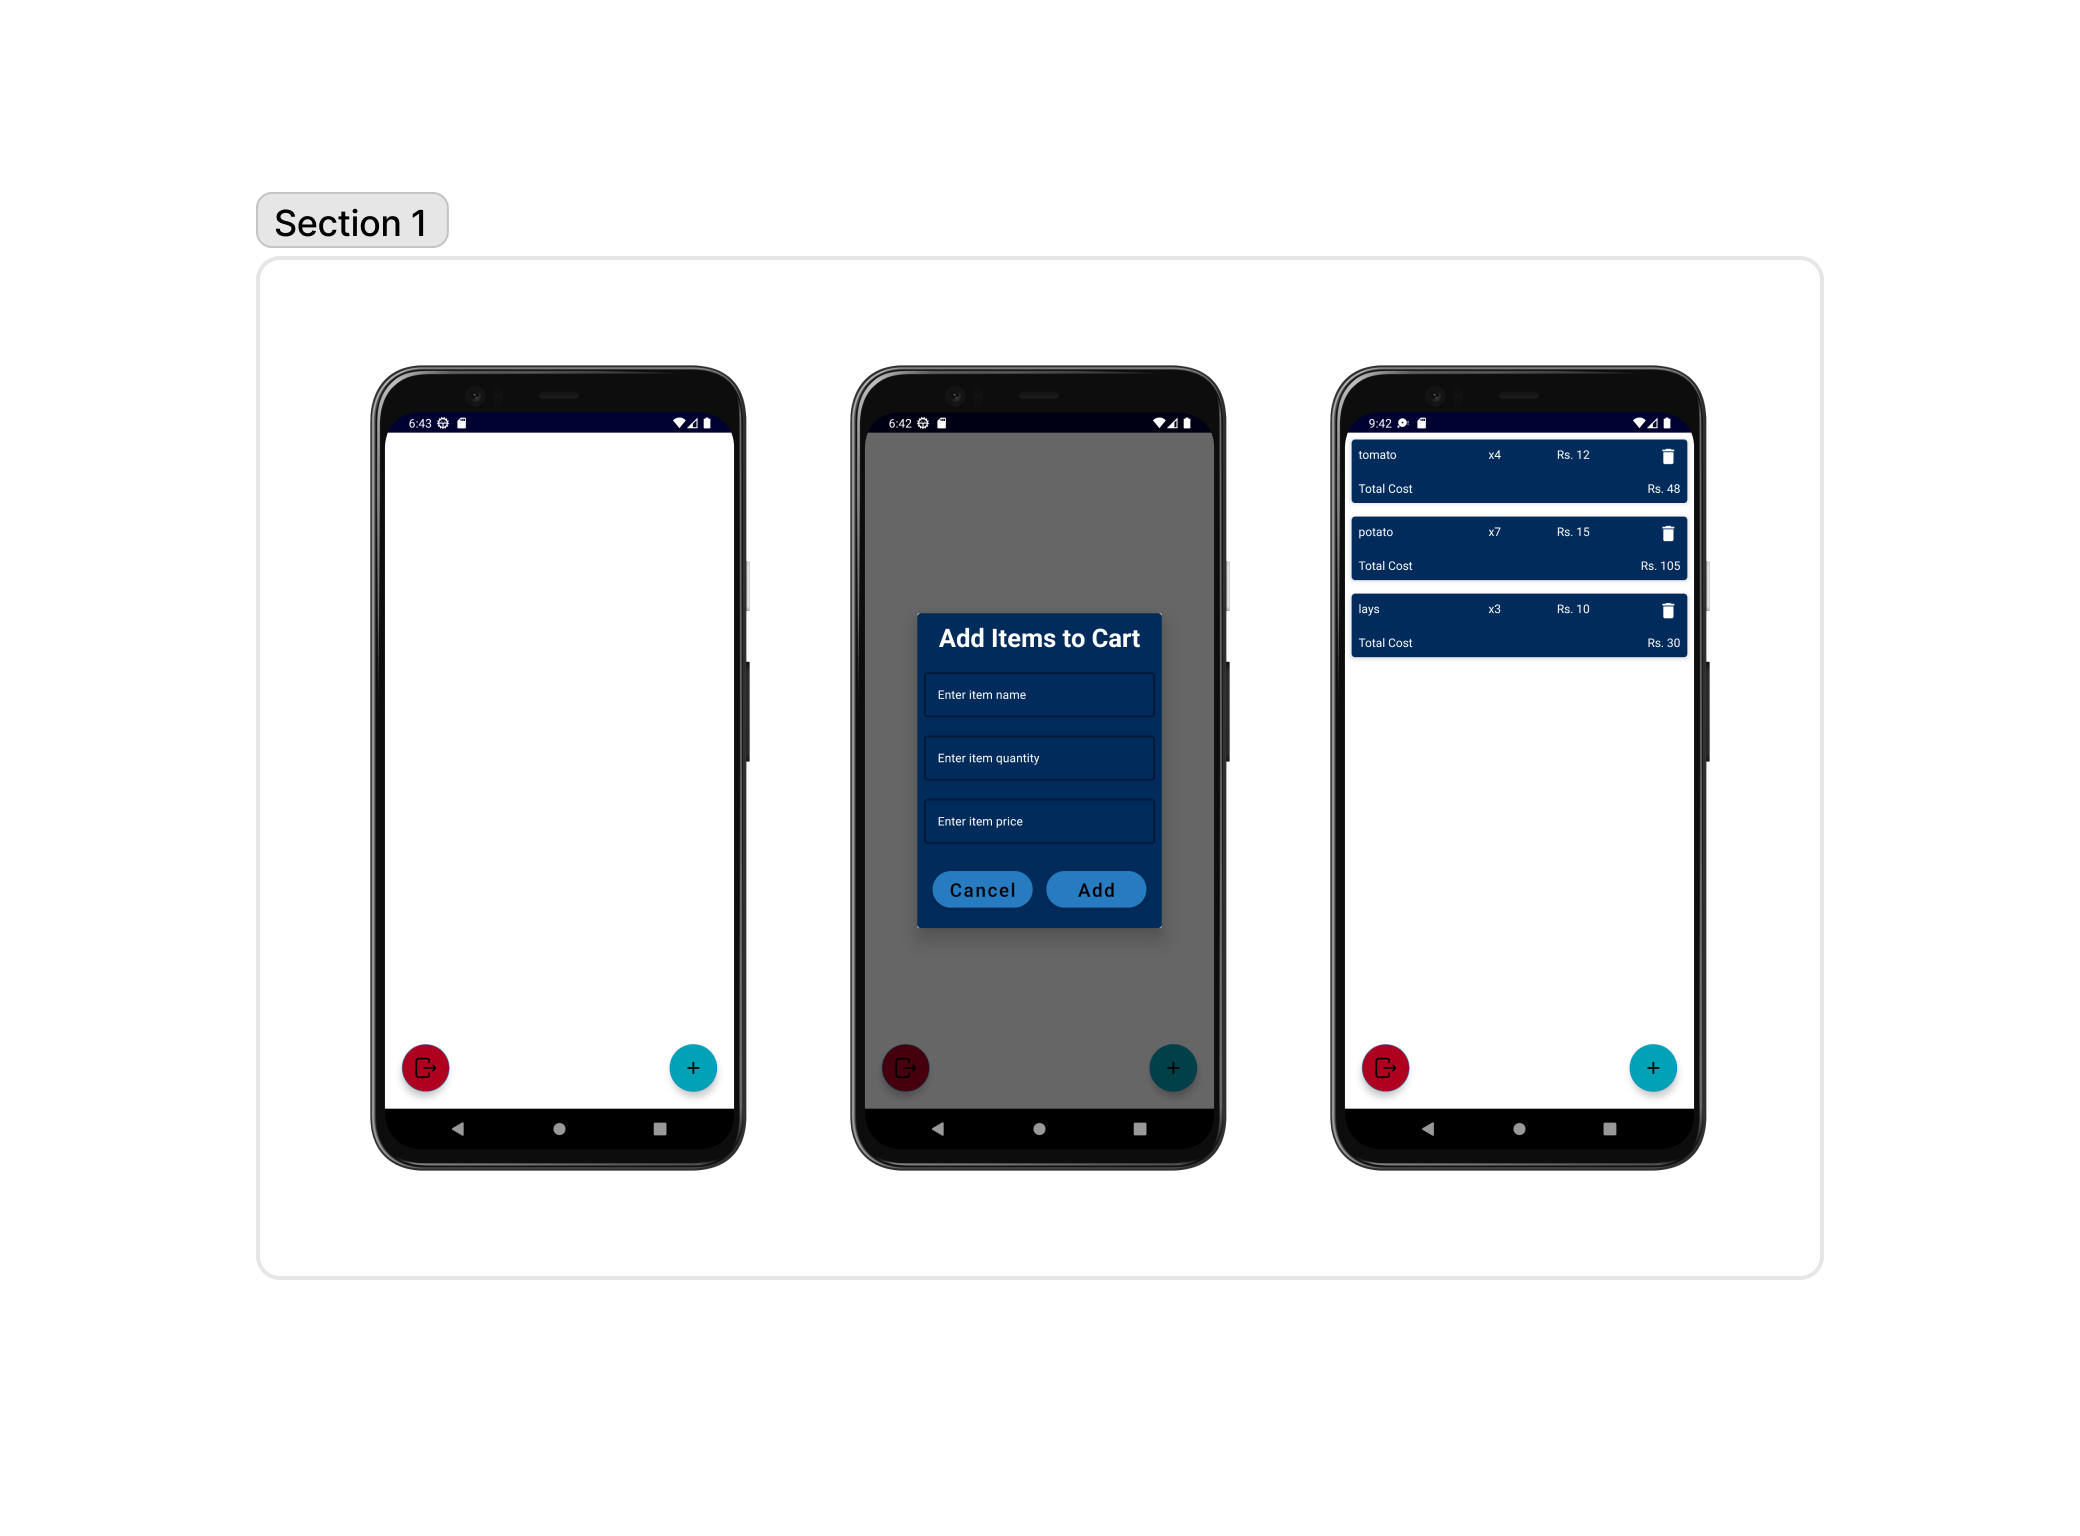 Section 1
6:43
6:42
Add Items to Cart
Enter item name
Enter item quantity
Enter item price
Cancel Add
9:42
tomato x4 Rs. 12
Total Cost Rs. 48
potato x7 Rs. 15
Total Cost Rs. 105
lays x3 Rs. 10
Total Cost Rs. 30